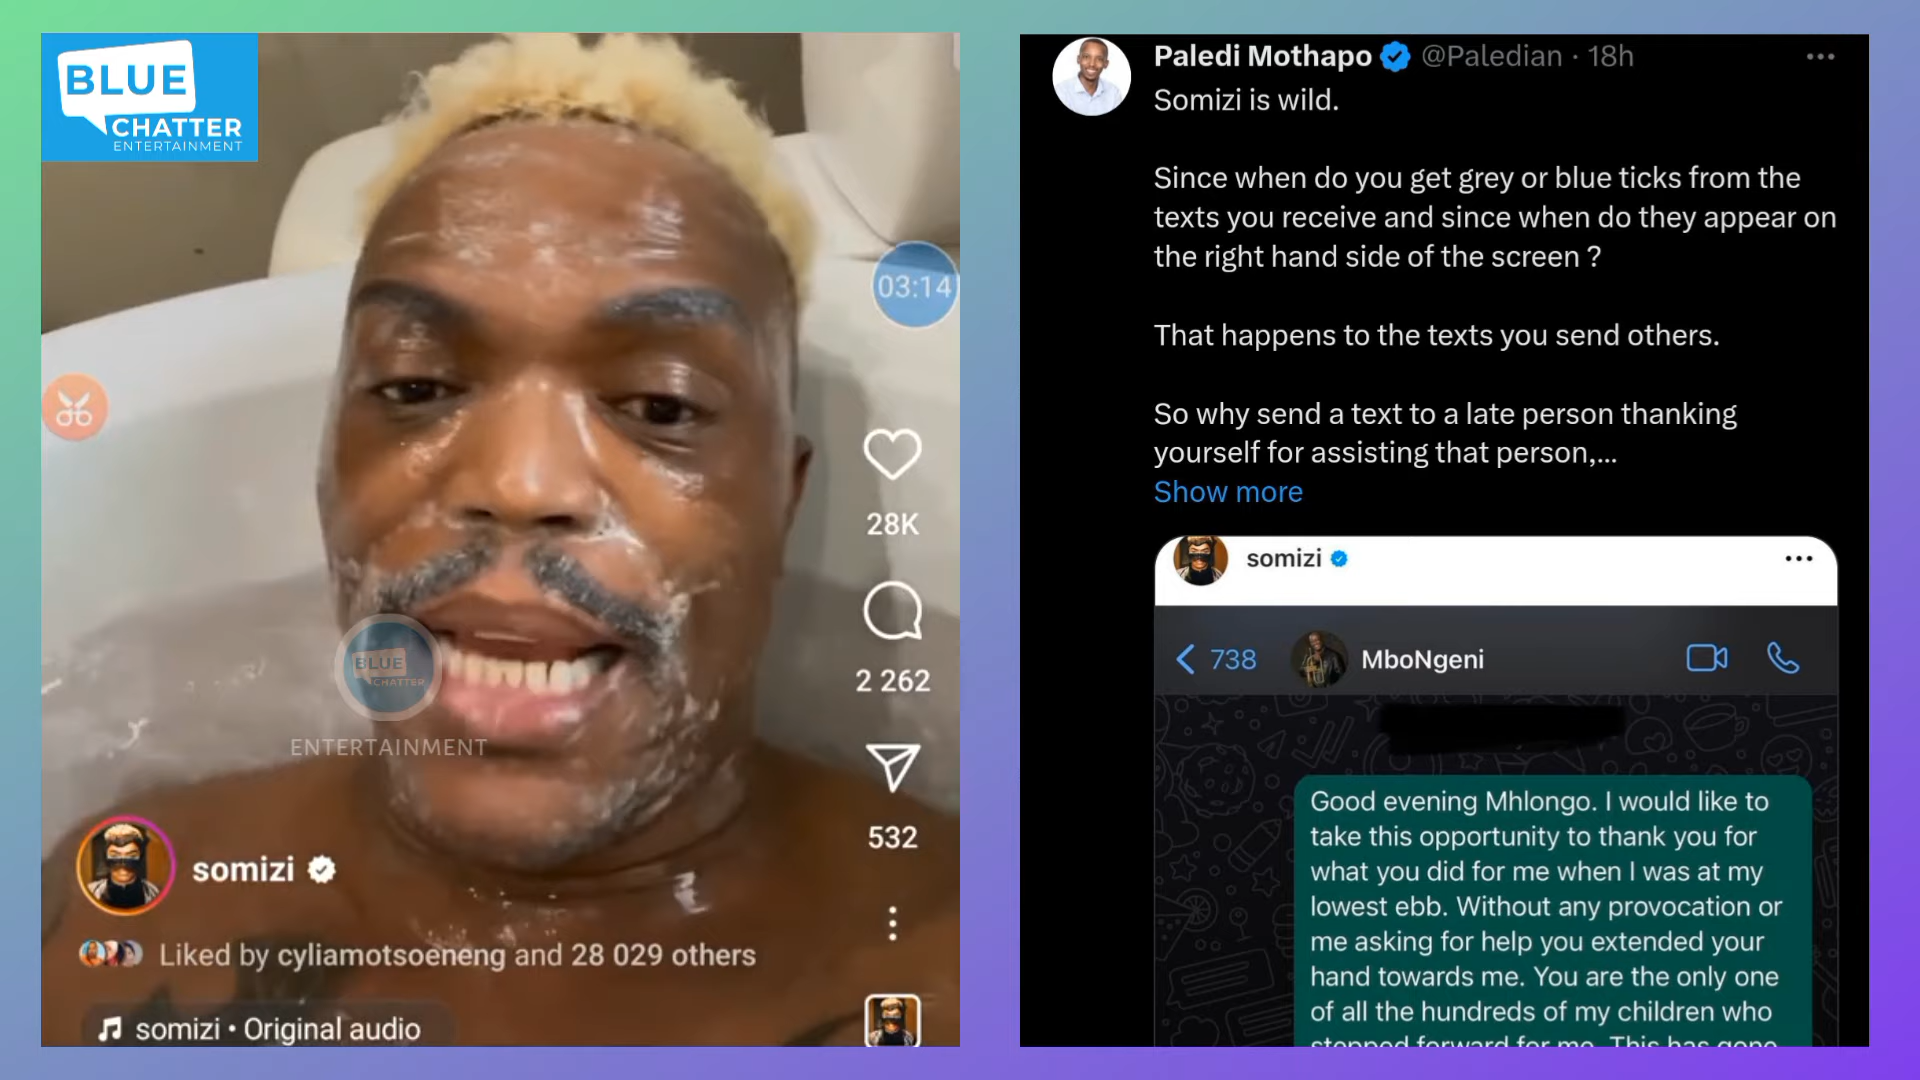 BLUE
CHATTER
ENTERTAINMENT
03:14
28K
2 262
BLUE
CHATTER
ENTERTAINMENT
532
somizi
Liked by cyliamotsoeneng and 28 029 others
somizi • Original audio
Paledi Mothapo @Paledian · 18h
Somizi is wild.
Since when do you get grey or blue ticks from the
texts you receive and since when do they appear on
the right hand side of the screen ?
That happens to the texts you send others.
So why send a text to a late person thanking
yourself for assisting that person,...
Show more
somizi
738
MboNgeni
Good evening Mhlongo. I would like to
take this opportunity to thank you for
what you did for me when I was at my
lowest ebb. Without any provocation or
me asking for help you extended your
hand towards me. You are the only one
of all the hundreds of my children who
stepped forward for me. This has gone